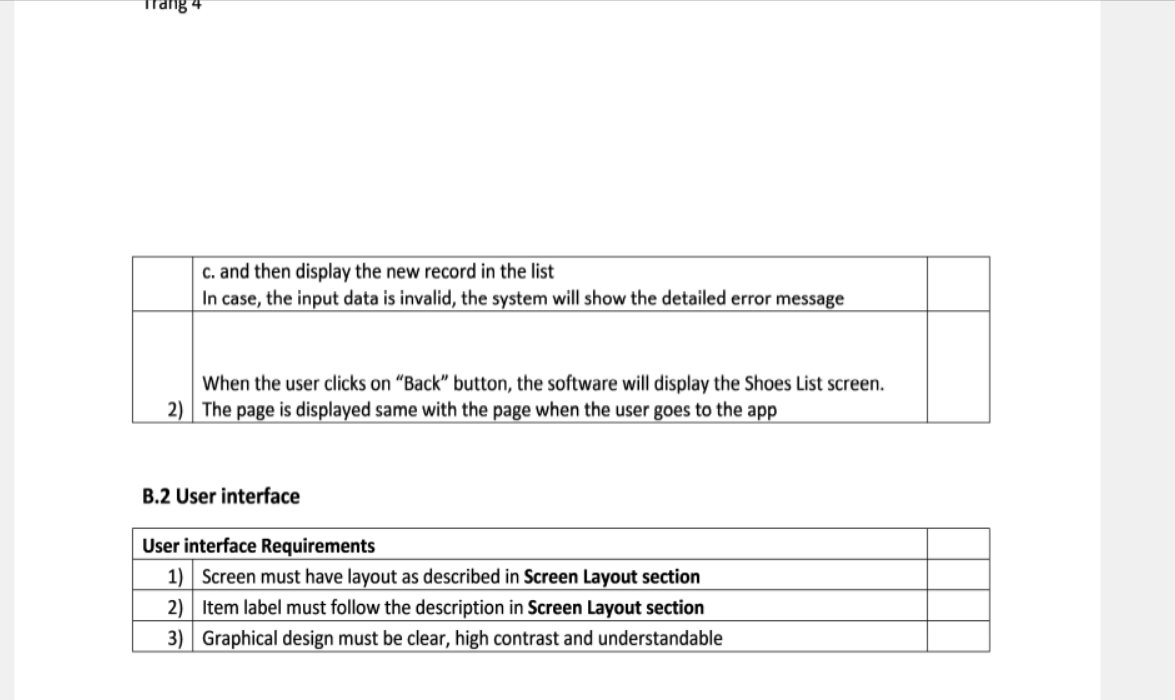 Trang 4
c. and then display the new record in the list
In case, the input data is invalid, the system will show the detailed error message
When the user clicks on “Back” button, the software will display the Shoes List screen.
2) The page is displayed same with the page when the user goes to the app
B.2 User interface
User interface Requirements
1) Screen must have layout as described in Screen Layout section
2) Item label must follow the description in Screen Layout section
3) Graphical design must be clear, high contrast and understandable